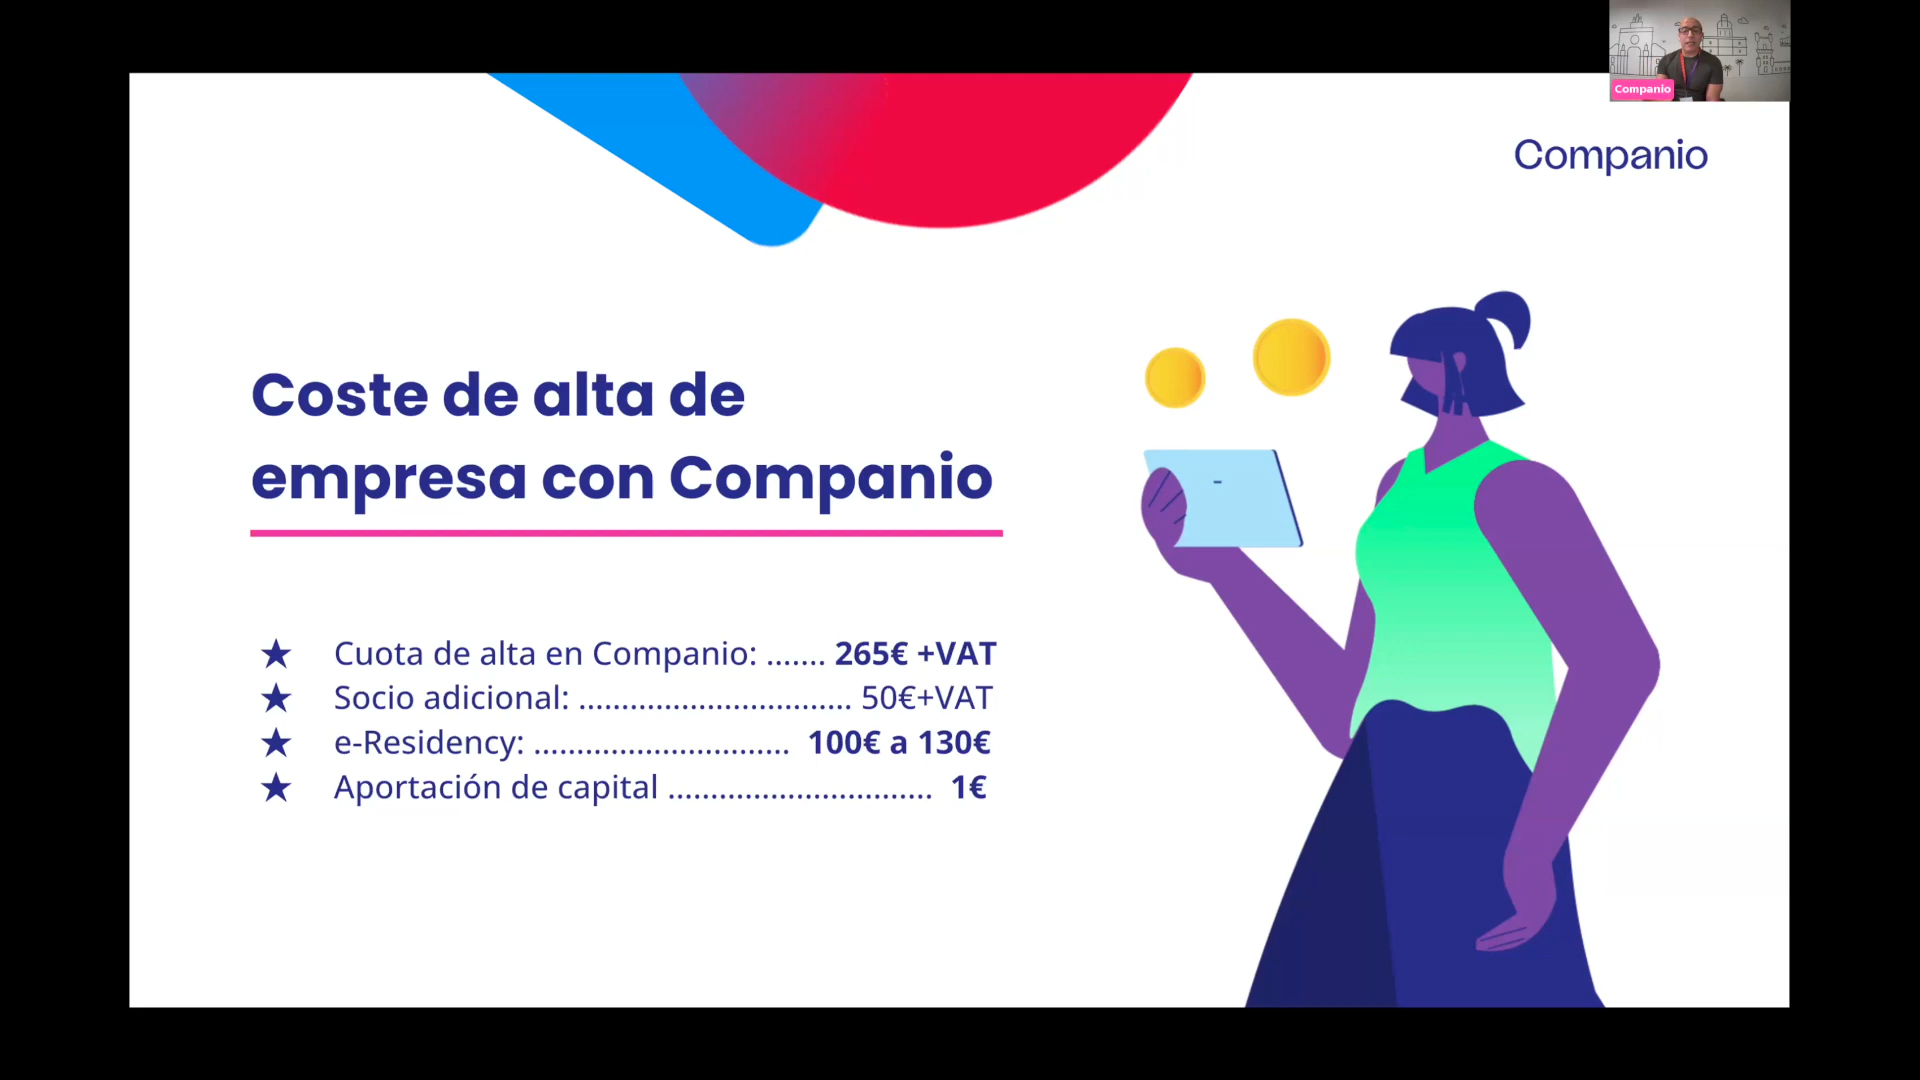 Companio
Companio
Coste de alta de
empresa con Companio
★ Cuota de alta en Companio: ....... 265€ +VAT
★ Socio adicional: ................................ 50€+VAT
★ e-Residency: .............................. 100€ a 130€
★ Aportación de capital ............................... 1€